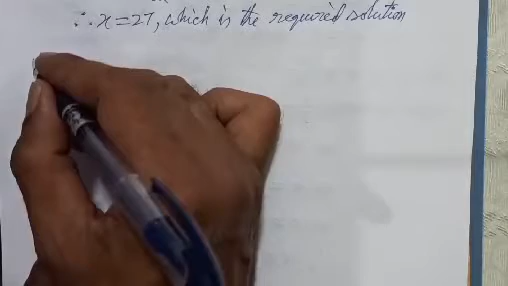 ∴ x=27, which is the required solution